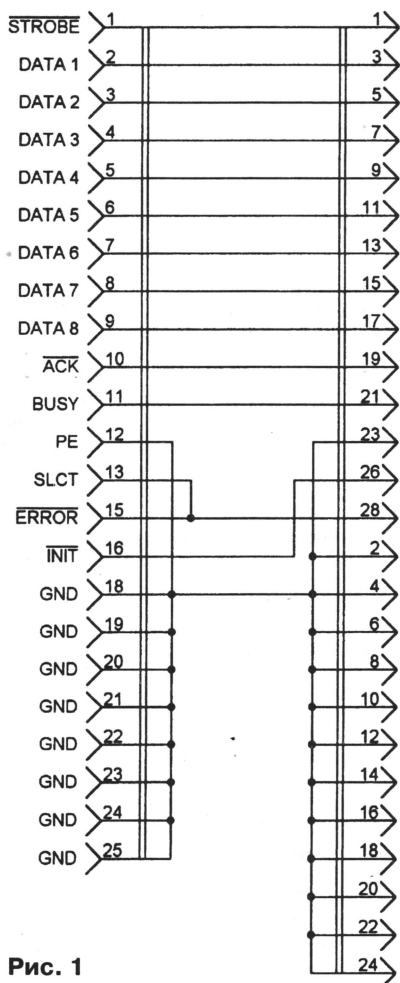 STROBE 1 1
DATA 1 2 3
DATA 2 3 5
DATA 3 4 7
DATA 4 5 9
DATA 5 6 11
DATA 6 7 13
DATA 7 8 15
DATA 8 9 17
ACK 10 19
BUSY 11 21
PE 12 23
SLCT 13 26
ERROR 15 28
INIT 16 2
GND 18 4
GND 19 6
GND 20 8
GND 21 10
GND 22 12
GND 23 14
GND 24 16
GND 25 18
20
22
24
Рис. 1